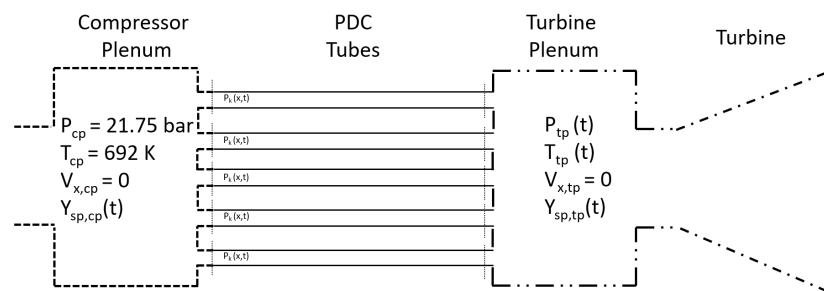 Compressor
Plenum
PDC
Tubes
Turbine
Plenum
Turbine
P_cp = 21.75 bar
T_cp = 692 K
V_x,cp = 0
Y_sp,cp(t)
P_k(x,t)
P_k(x,t)
P_k(x,t)
P_k(x,t)
P_k(x,t)
P_tp (t)
T_tp (t)
V_x,tp = 0
Y_sp,tp(t)